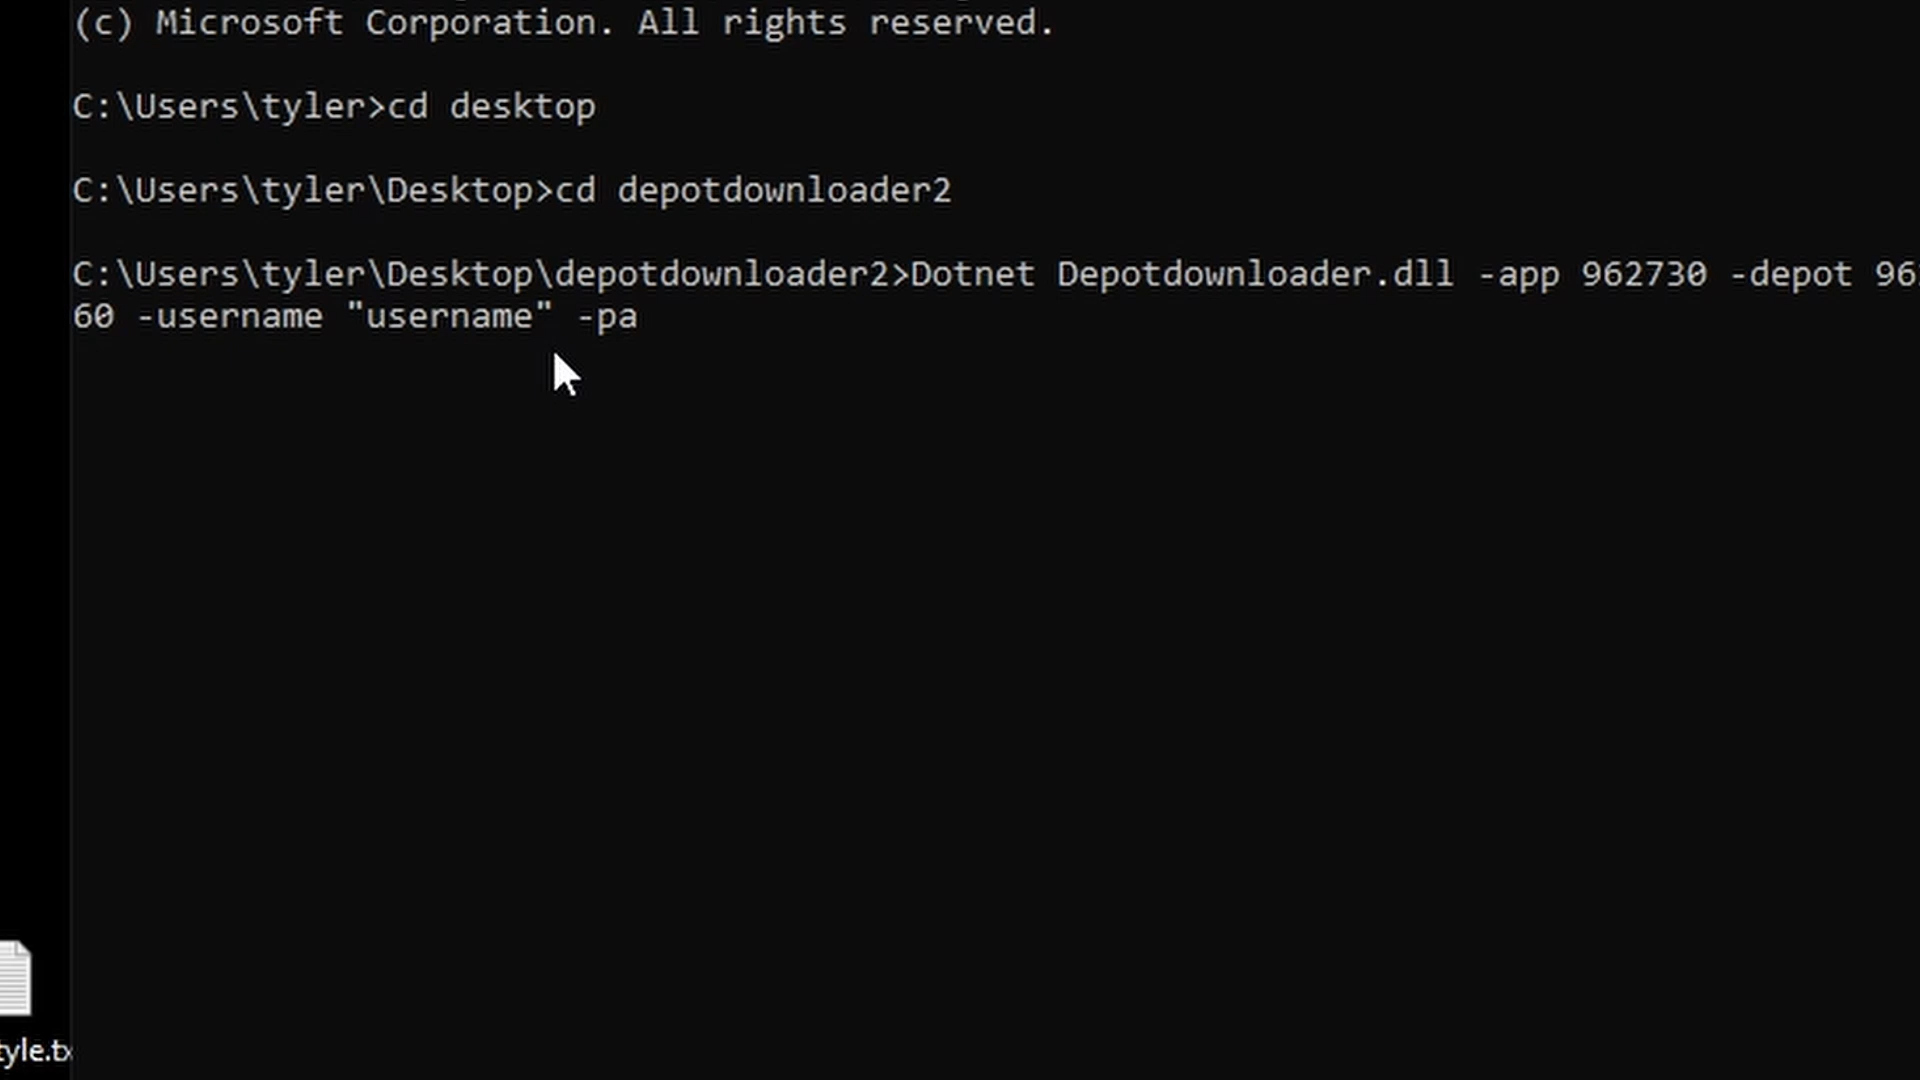 (c) Microsoft Corporation. All rights reserved.
C:\Users\tyler>cd desktop
C:\Users\tyler\Desktop>cd depotdownloader2
C:\Users\tyler\Desktop\depotdownloader2>Dotnet Depotdownloader.dll -app 962730 -depot 96
60 -username "username" -pa
tyle.tx